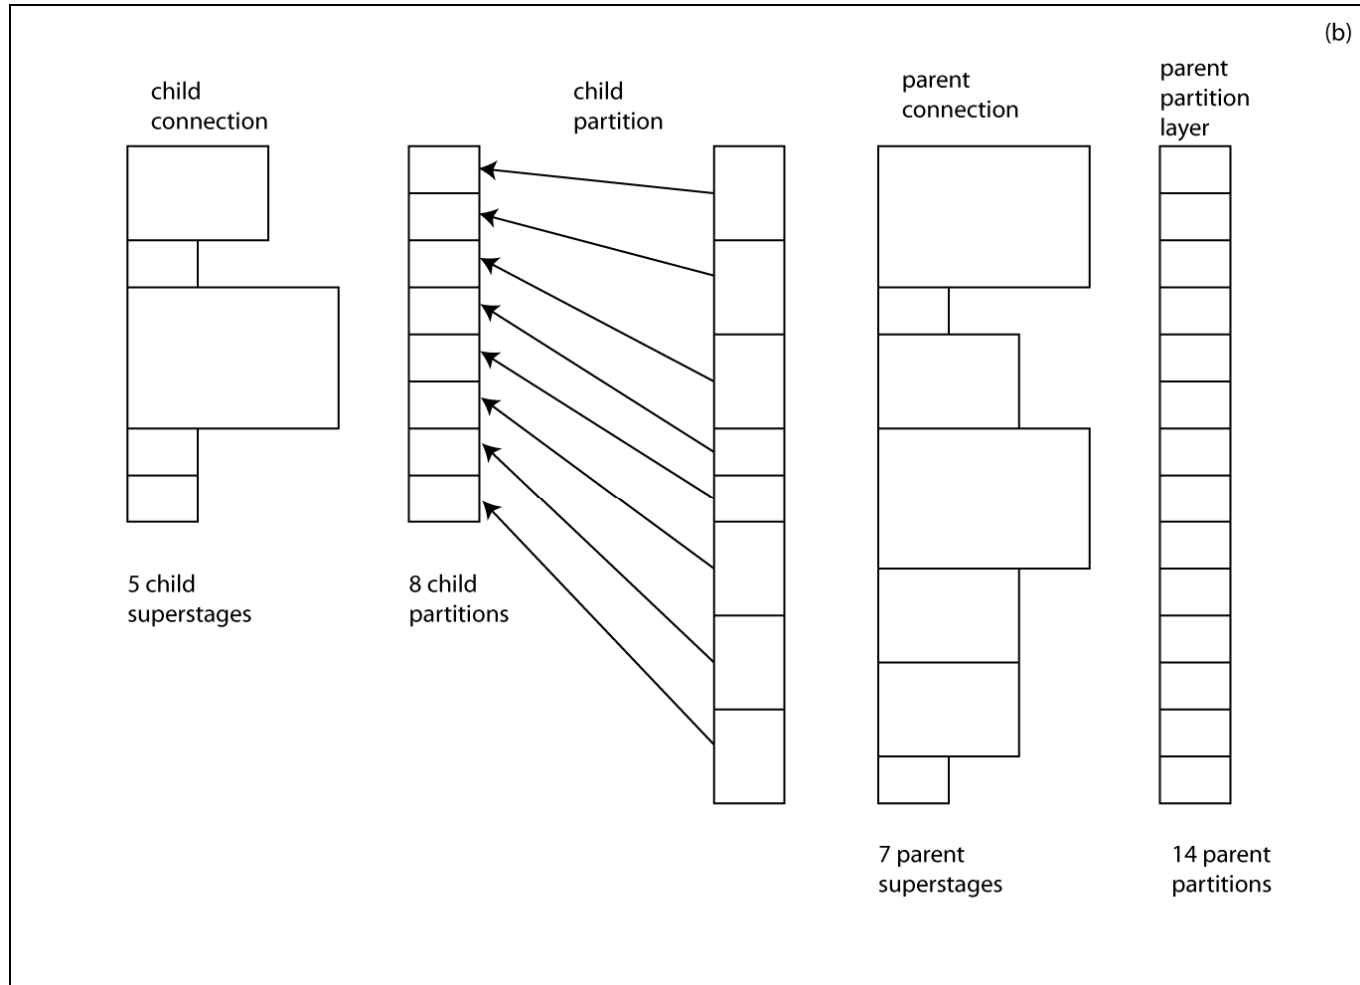 (b)
child
connection
child
partition
parent
connection
parent
partition
layer
5 child
superstages
8 child
partitions
7 parent
superstages
14 parent
partitions